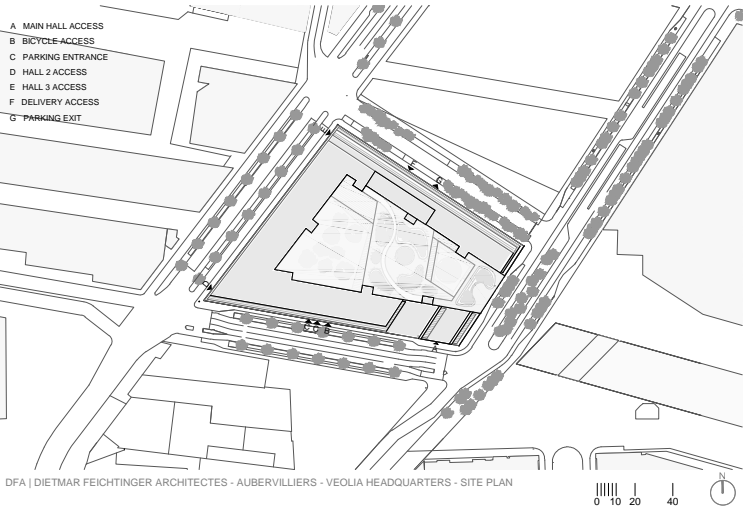 A MAIN HALL ACCESS
B BICYCLE ACCESS
C PARKING ENTRANCE
D HALL 2 ACCESS
E HALL 3 ACCESS
F DELIVERY ACCESS
G PARKING EXIT
E
G
B
A
DFA | DIETMAR FEICHTINGER ARCHITECTES - AUBERVILLIERS - VEOLIA HEADQUARTERS - SITE PLAN
0 10 20 40
N